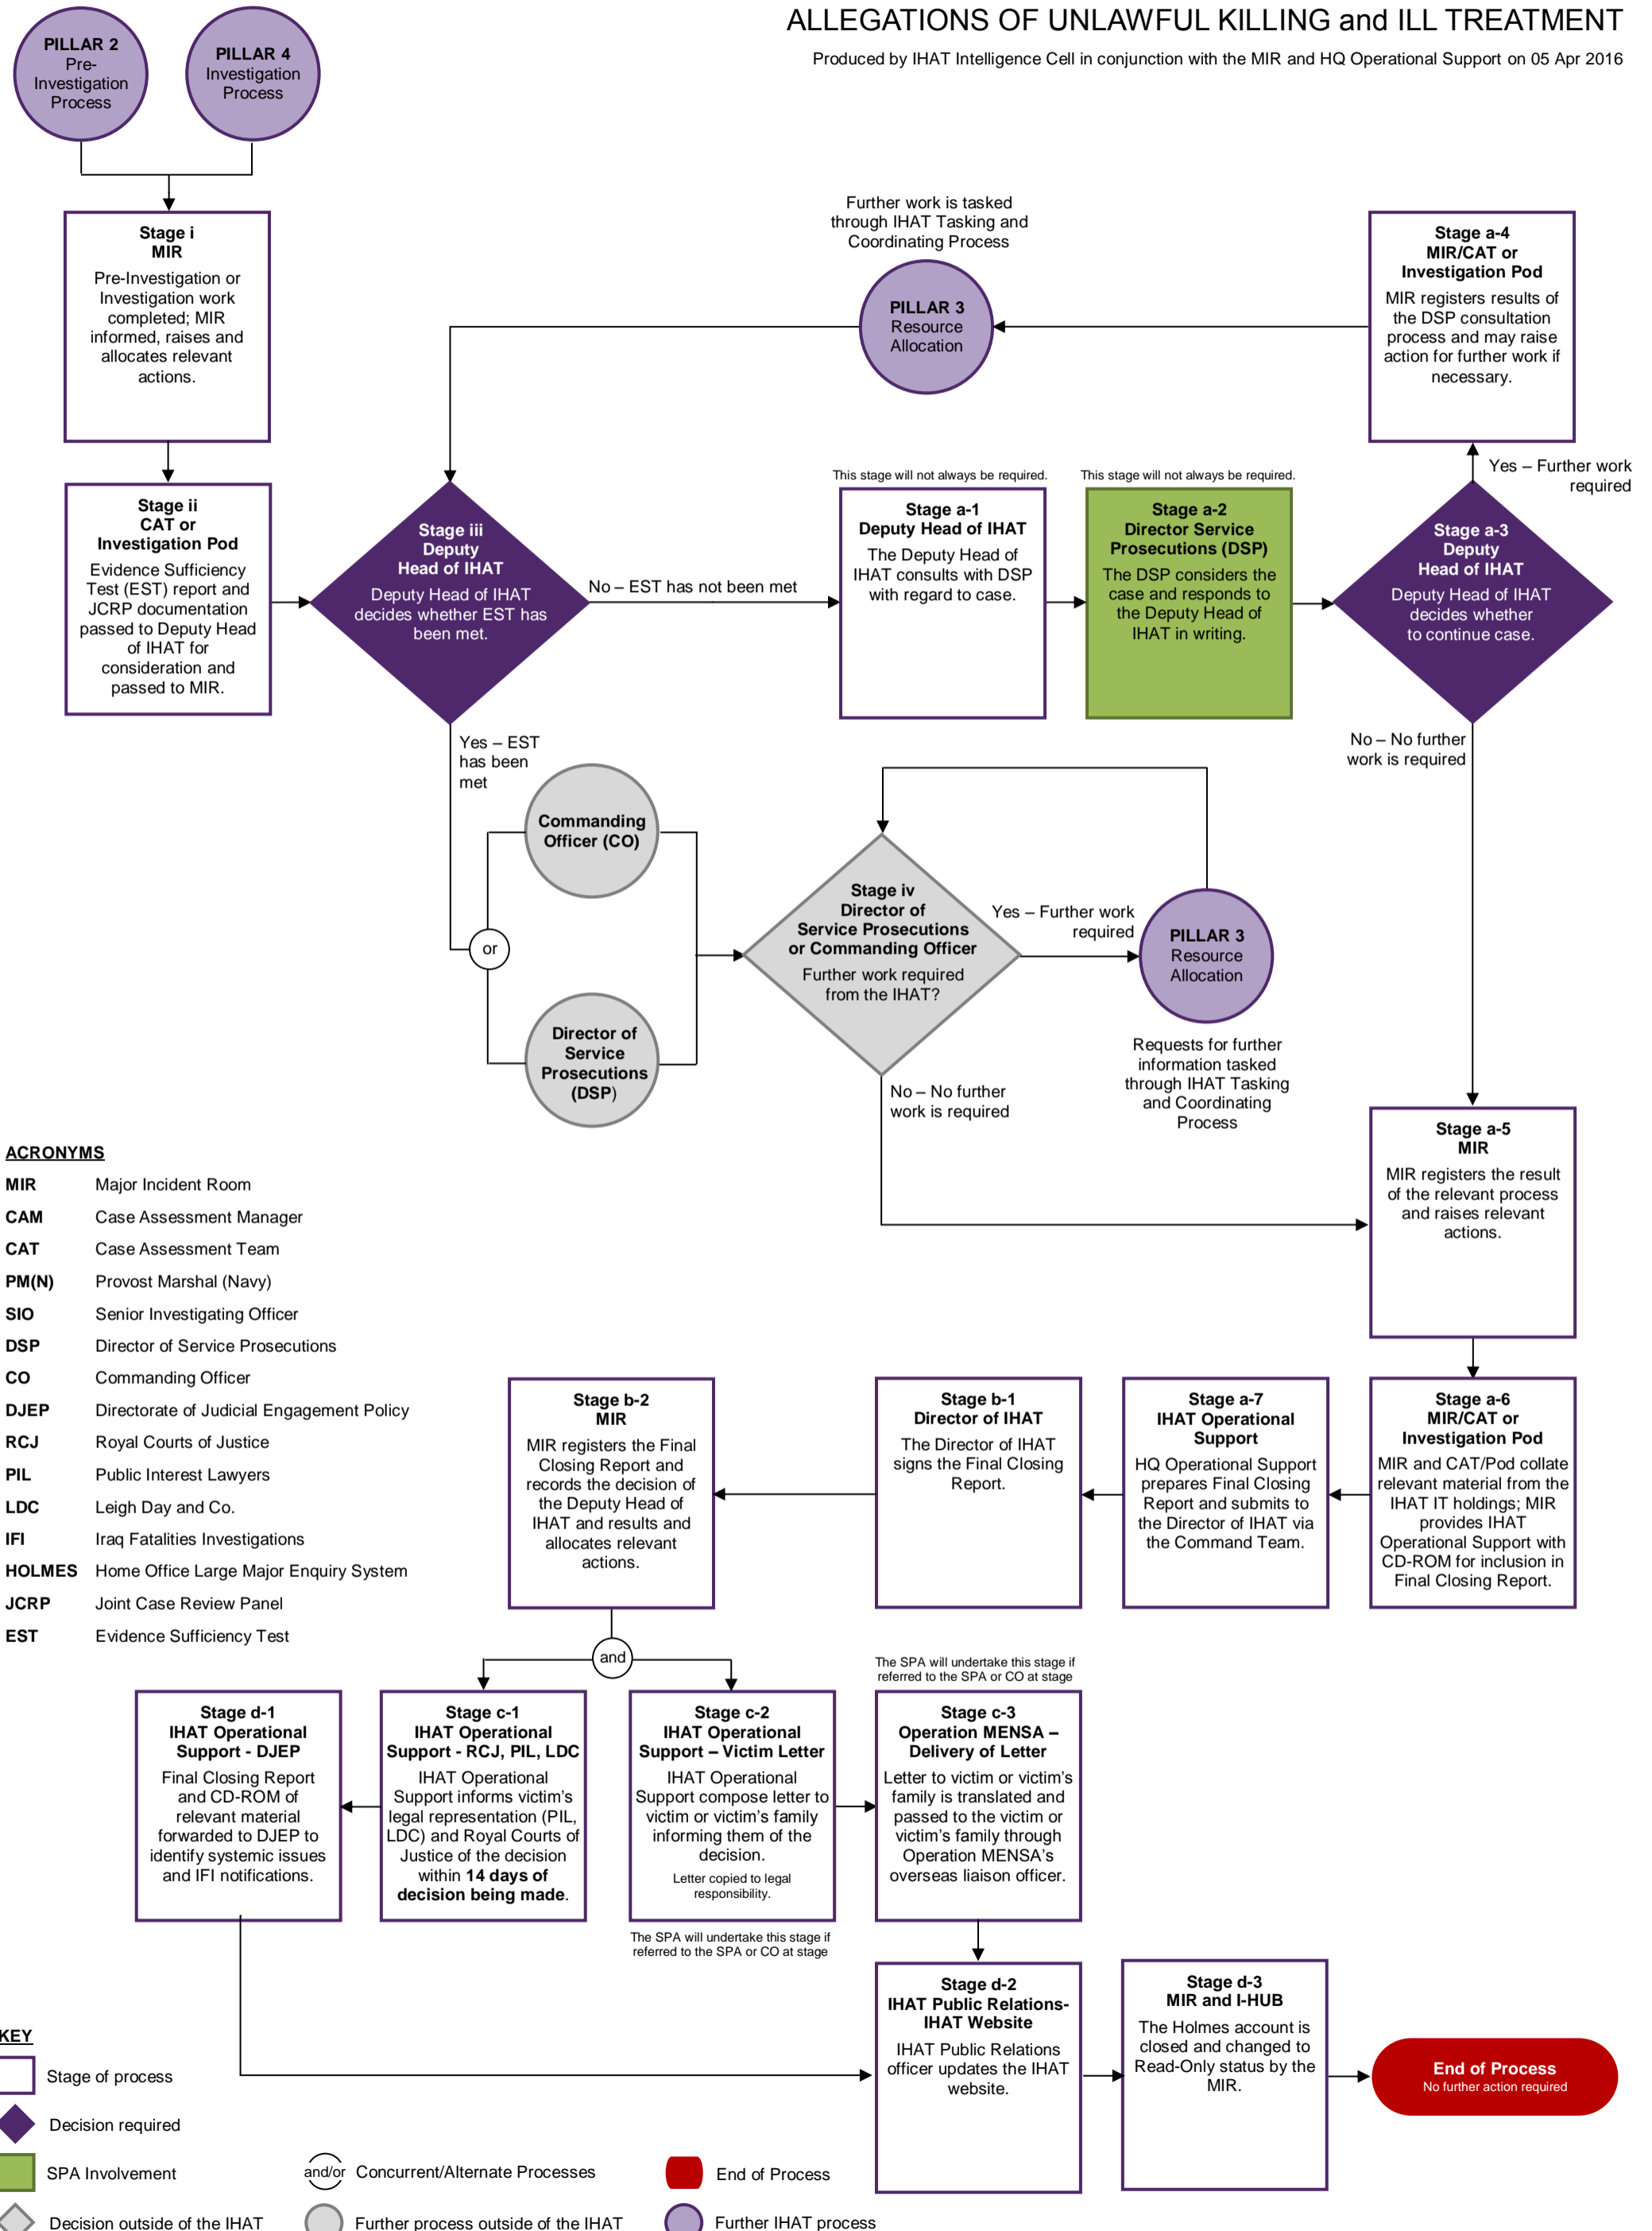 ALLEGATIONS OF UNLAWFUL KILLING and ILL TREATMENT
Produced by IHAT Intelligence Cell in conjunction with the MIR and HQ Operational Support on 05 Apr 2016
PILLAR 2
Pre-
Investigation
Process
PILLAR 4
Investigation
Process
Stage i
MIR
Pre-Investigation or
Investigation work
completed; MIR
informed, raises and
allocates relevant
actions.
Further work is tasked
through IHAT Tasking and
Coordinating Process
PILLAR 3
Resource
Allocation
Stage a-4
MIR/CAT or
Investigation Pod
MIR registers results of
the DSP consultation
process and may raise
action for further work if
necessary.
Stage ii
CAT or
Investigation Pod
Evidence Sufficiency
Test (EST) report and
JCRP documentation
passed to Deputy Head
of IHAT for
consideration and
passed to MIR.
Stage iii
Deputy
Head of IHAT
Deputy Head of IHAT
decides whether EST has
been met.
No – EST has not been met
This stage will not always be required.
Stage a-1
Deputy Head of IHAT
The Deputy Head of
IHAT consults with DSP
with regard to case.
This stage will not always be required.
Stage a-2
Director Service
Prosecutions (DSP)
The DSP considers the
case and responds to
the Deputy Head of
IHAT in writing.
Yes – Further work
required
Stage a-3
Deputy
Head of IHAT
Deputy Head of IHAT
decides whether
to continue case.
No – No further
work is required
Yes – EST
has been
met
Commanding
Officer (CO)
or
Director of
Service
Prosecutions
(DSP)
Stage iv
Director of
Service Prosecutions
or Commanding Officer
Further work required
from the IHAT?
Yes – Further work
required
PILLAR 3
Resource
Allocation
Requests for further
information tasked
through IHAT Tasking
and Coordinating
Process
No – No further
work is required
Stage a-5
MIR
MIR registers the result
of the relevant process
and raises relevant
actions.
ACRONYMS
MIR Major Incident Room
CAM Case Assessment Manager
CAT Case Assessment Team
PM(N) Provost Marshal (Navy)
SIO Senior Investigating Officer
DSP Director of Service Prosecutions
CO Commanding Officer
DJEP Directorate of Judicial Engagement Policy
RCJ Royal Courts of Justice
PIL Public Interest Lawyers
LDC Leigh Day and Co.
IFI Iraq Fatalities Investigations
HOLMES Home Office Large Major Enquiry System
JCRP Joint Case Review Panel
EST Evidence Sufficiency Test
Stage b-2
MIR
MIR registers the Final
Closing Report and
records the decision of
the Deputy Head of
IHAT and results and
allocates relevant
actions.
Stage b-1
Director of IHAT
The Director of IHAT
signs the Final Closing
Report.
Stage a-7
IHAT Operational
Support
HQ Operational Support
prepares Final Closing
Report and submits to
the Director of IHAT via
the Command Team.
Stage a-6
MIR/CAT or
Investigation Pod
MIR and CAT/Pod collate
relevant material from the
IHAT IT holdings; MIR
provides IHAT
Operational Support with
CD-ROM for inclusion in
Final Closing Report.
and
Stage d-1
IHAT Operational
Support - DJEP
Final Closing Report
and CD-ROM of
relevant material
forwarded to DJEP to
identify systemic issues
and IFI notifications.
Stage c-1
IHAT Operational
Support - RCJ, PIL, LDC
IHAT Operational
Support informs victim’s
legal representation (PIL,
LDC) and Royal Courts of
Justice of the decision
within 14 days of
decision being made.
Stage c-2
IHAT Operational
Support – Victim Letter
IHAT Operational
Support compose letter to
victim or victim’s family
informing them of the
decision.
Letter copied to legal
responsibility.
The SPA will undertake this stage if
referred to the SPA or CO at stage
The SPA will undertake this stage if
referred to the SPA or CO at stage
Stage c-3
Operation MENSA –
Delivery of Letter
Letter to victim or victim’s
family is translated and
passed to the victim or
victim’s family through
Operation MENSA’s
overseas liaison officer.
Stage d-2
IHAT Public Relations-
IHAT Website
IHAT Public Relations
officer updates the IHAT
website.
Stage d-3
MIR and I-HUB
The Holmes account is
closed and changed to
Read-Only status by the
MIR.
End of Process
No further action required
KEY
Stage of process
Decision required
SPA Involvement
Decision outside of the IHAT
and/or Concurrent/Alternate Processes
Further process outside of the IHAT
End of Process
Further IHAT process